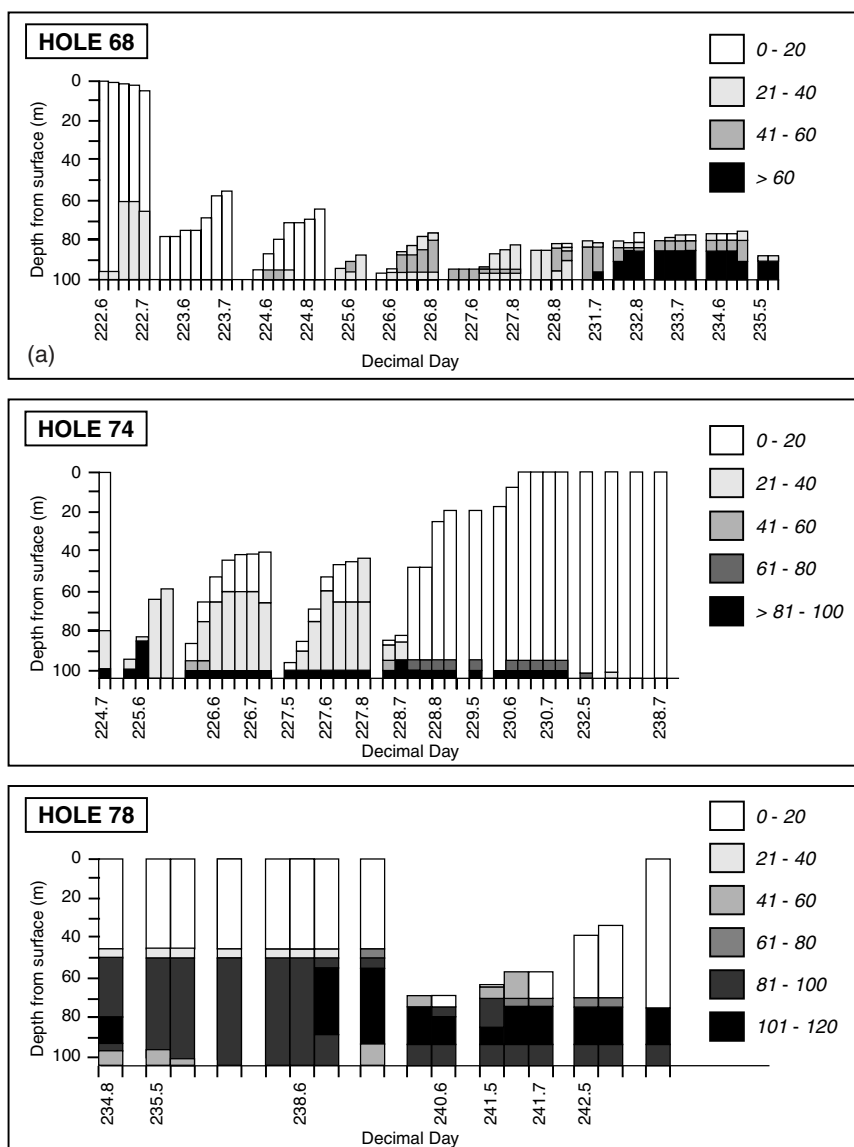 HOLE 68
0 - 20
21 - 40
41 - 60
> 60
Depth from surface (m)
0
20
40
60
80
100
222.6
222.7
223.6
223.7
224.6
224.8
225.6
226.6
226.8
227.6
227.8
228.8
231.7
232.8
233.7
234.6
235.5
(a)
Decimal Day
HOLE 74
0 - 20
21 - 40
41 - 60
61 - 80
> 81 - 100
Depth from surface (m)
0
20
40
60
80
100
224.7
225.6
226.6
226.7
227.5
227.6
227.8
228.7
228.8
229.5
230.6
230.7
232.5
238.7
Decimal Day
HOLE 78
0 - 20
21 - 40
41 - 60
61 - 80
81 - 100
101 - 120
Depth from surface (m)
0
20
40
60
80
100
234.8
235.5
238.6
240.6
241.5
241.7
242.5
Decimal Day